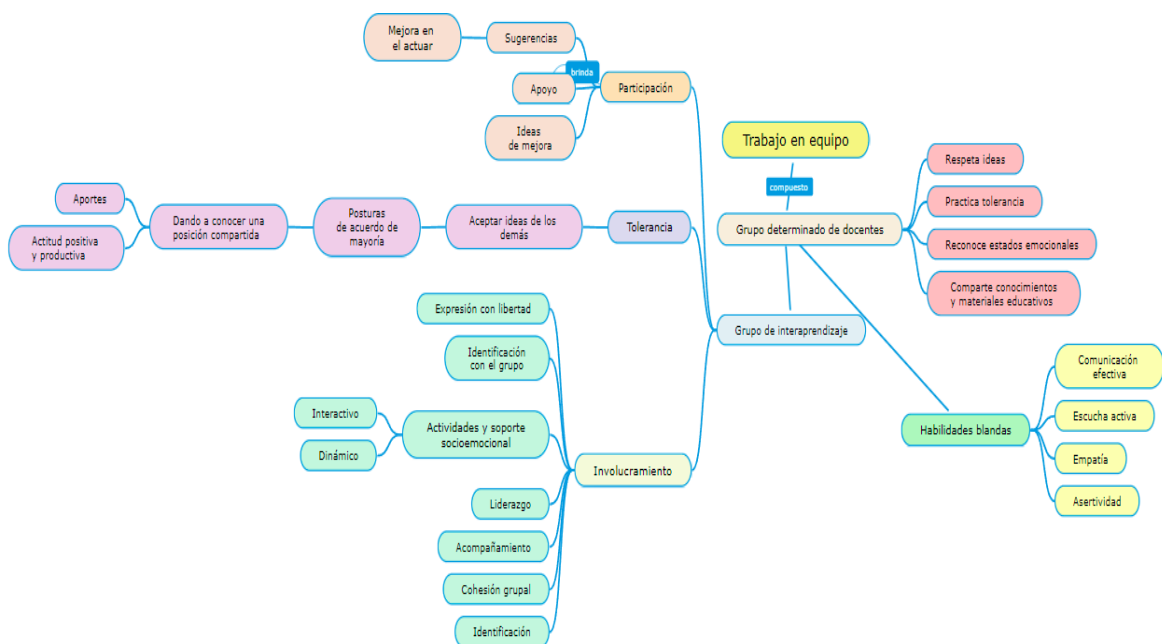 Mejora en
el actuar
Sugerencias
brinda
Apoyo
Participación
Ideas
de mejora
Trabajo en equipo
compuesto
Grupo determinado de docentes
Respeta ideas
Practica tolerancia
Reconoce estados emocionales
Comparte conocimientos
y materiales educativos
Aportes
Actitud positiva
y productiva
Dando a conocer una
posición compartida
Posturas
de acuerdo de
mayoría
Aceptar ideas de los
demás
Tolerancia
Grupo de interaprendizaje
Expresión con libertad
Identificación
con el grupo
Interactivo
Dinámico
Actividades y soporte
socioemocional
Involucramiento
Liderazgo
Acompañamiento
Cohesión grupal
Identificación
Habilidades blandas
Comunicación
efectiva
Escucha activa
Empatía
Asertividad